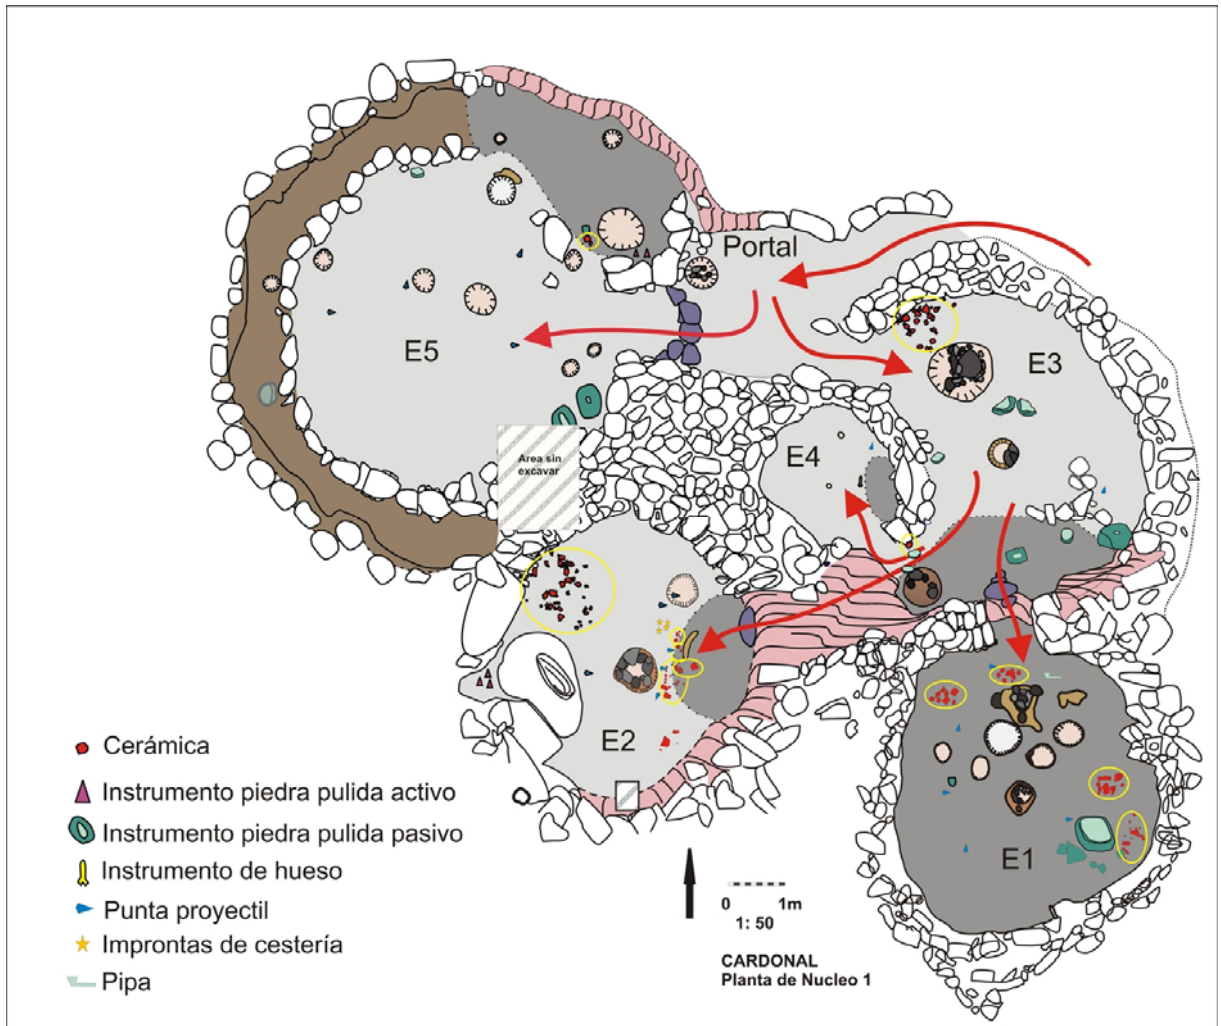 Portal
E5
E3
E4
Area sin
excavar
E2
E1
Cerámica
Instrumento piedra pulida activo
Instrumento piedra pulida pasivo
Instrumento de hueso
Punta proyectil
Improntas de cestería
Pipa
0 1m
1: 50
CARDONAL
Planta de Nucleo 1